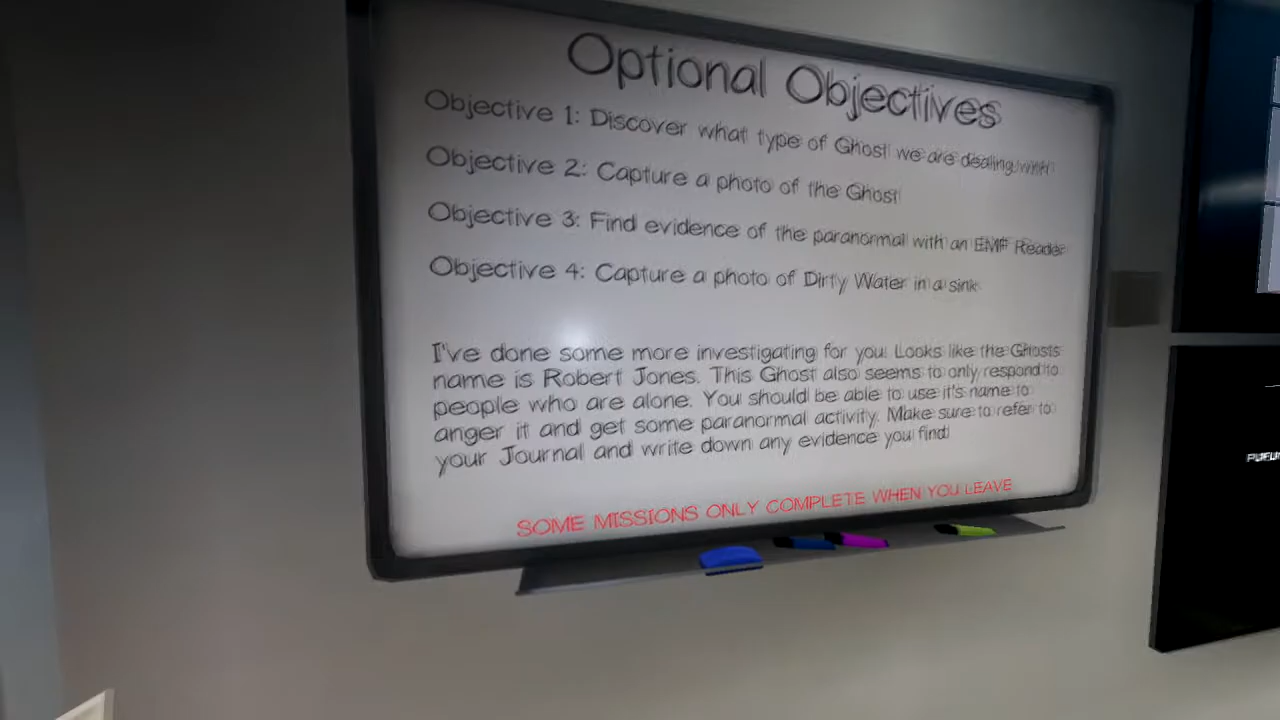 Optional Objectives
Objective 1: Discover what type of Ghost we are dealing with
Objective 2: Capture a photo of the Ghost
Objective 3: Find evidence of the paranormal with an EMF Reader
Objective 4: Capture a photo of Dirty Water in a sink
I've done some more investigating for you. Looks like the Ghosts
name is Robert Jones. This Ghost also seems to only respond to
people who are alone. You should be able to use it's name to
anger it and get some paranormal activity. Make sure to refer to
your Journal and write down any evidence you find
SOME MISSIONS ONLY COMPLETE WHEN YOU LEAVE